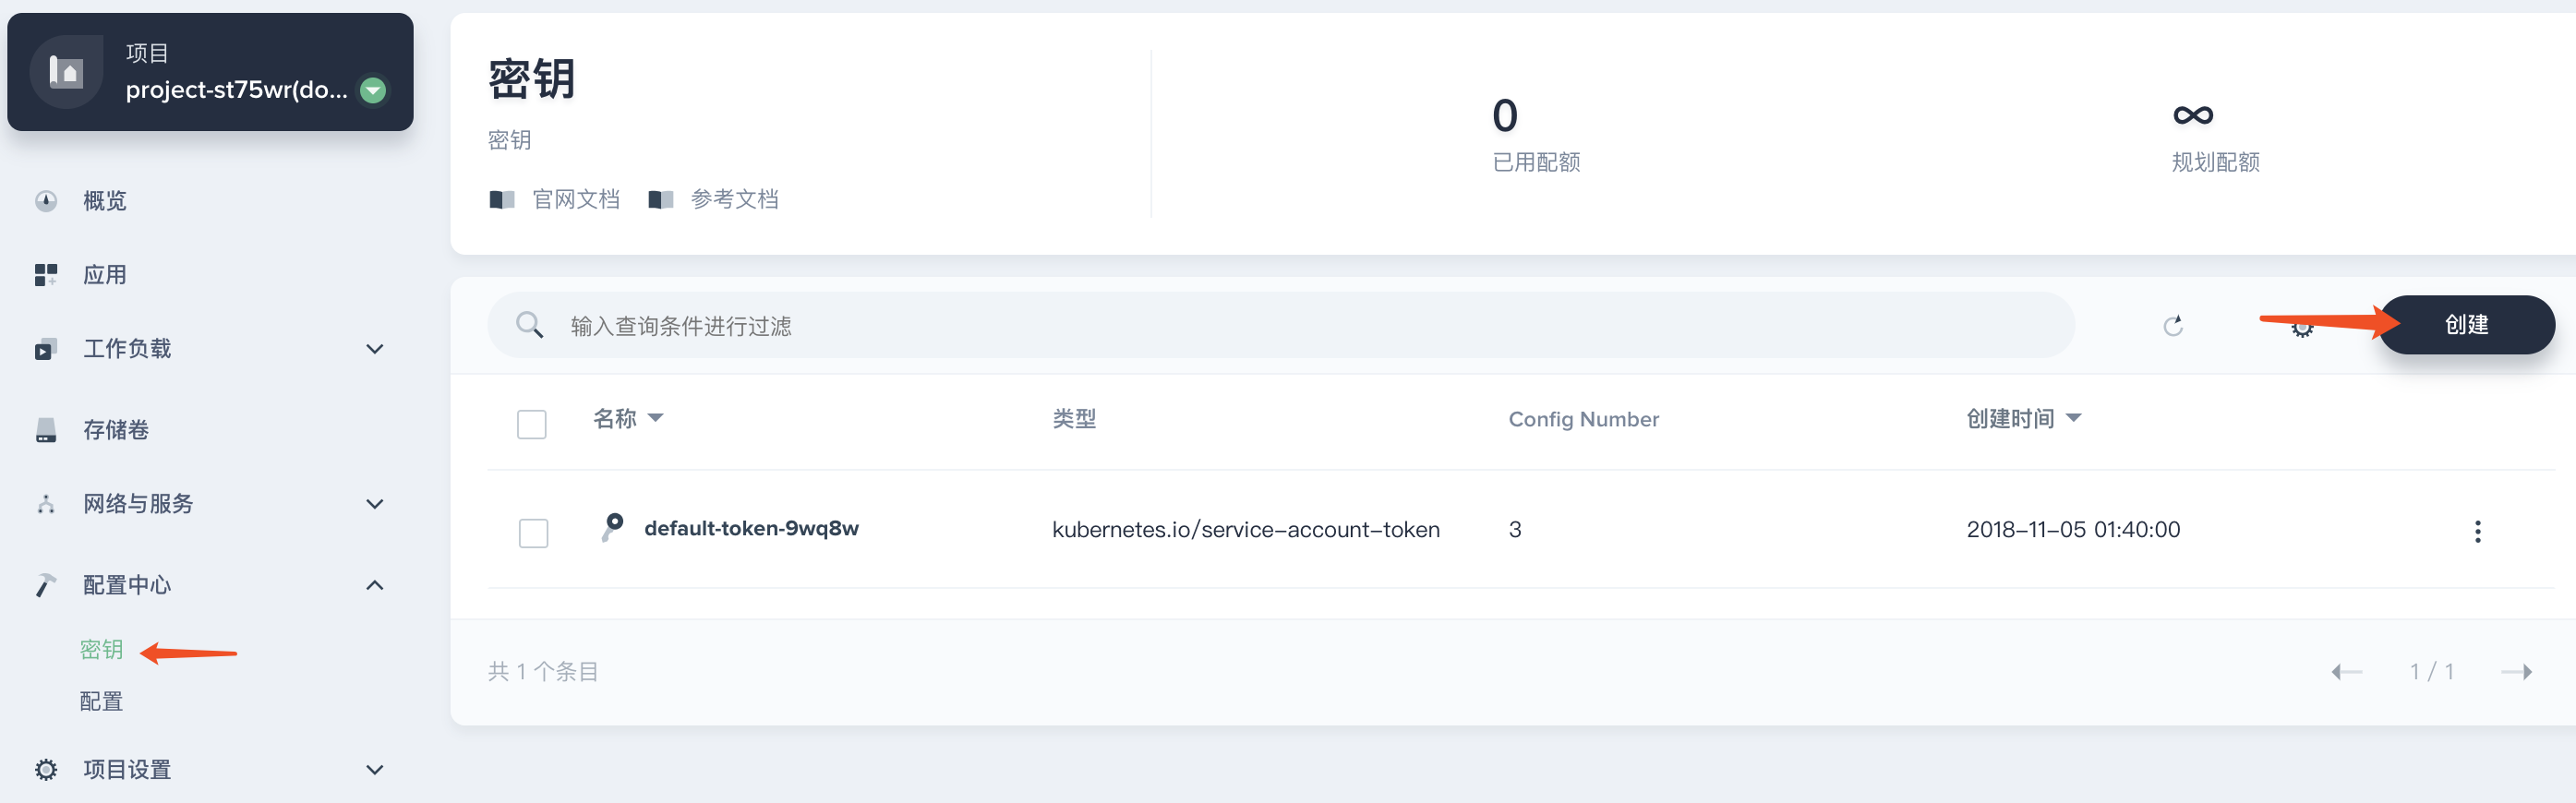 项目
project-st75wr(do...
概览
应用
工作负载
存储卷
网络与服务
配置中心
密钥
配置
项目设置
密钥
密钥
官网文档 参考文档
0
已用配额
∞
规划配额
输入查询条件进行过滤
创建
名称 类型 Config Number 创建时间
default-token-9wq8w kubernetes.io/service-account-token 3 2018-11-05 01:40:00
共 1 个条目
1 / 1